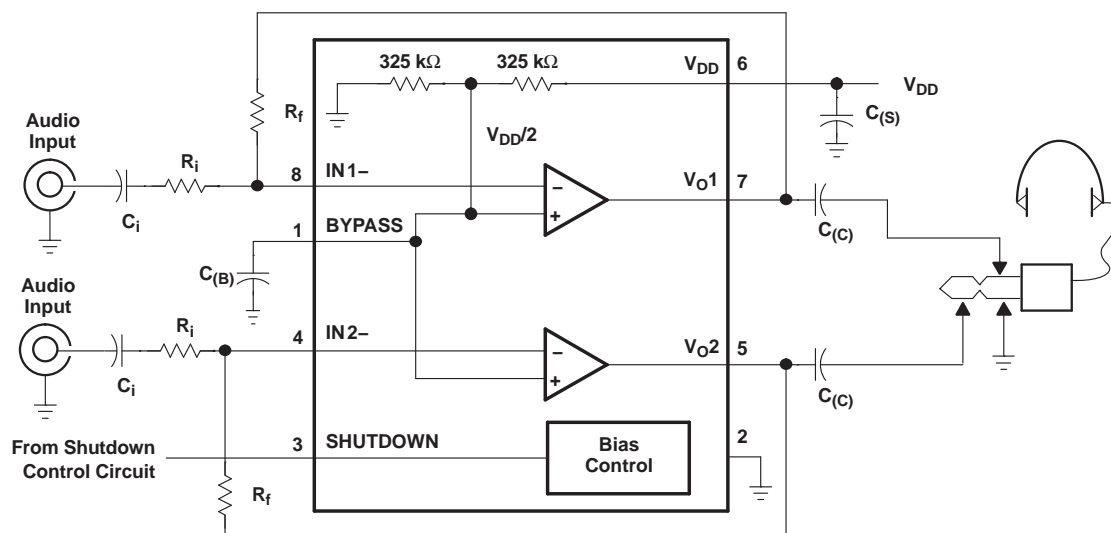 325 kΩ
325 kΩ
VDD
6
VDD
C(S)
Rf
VDD/2
Audio
Input
Ri
Ci
8
IN1–
–
+
VO1
7
C(C)
1
BYPASS
C(B)
Audio
Input
Ri
Ci
4
IN2–
–
+
VO2
5
C(C)
From Shutdown
Control Circuit
3
SHUTDOWN
Bias
Control
2
Rf